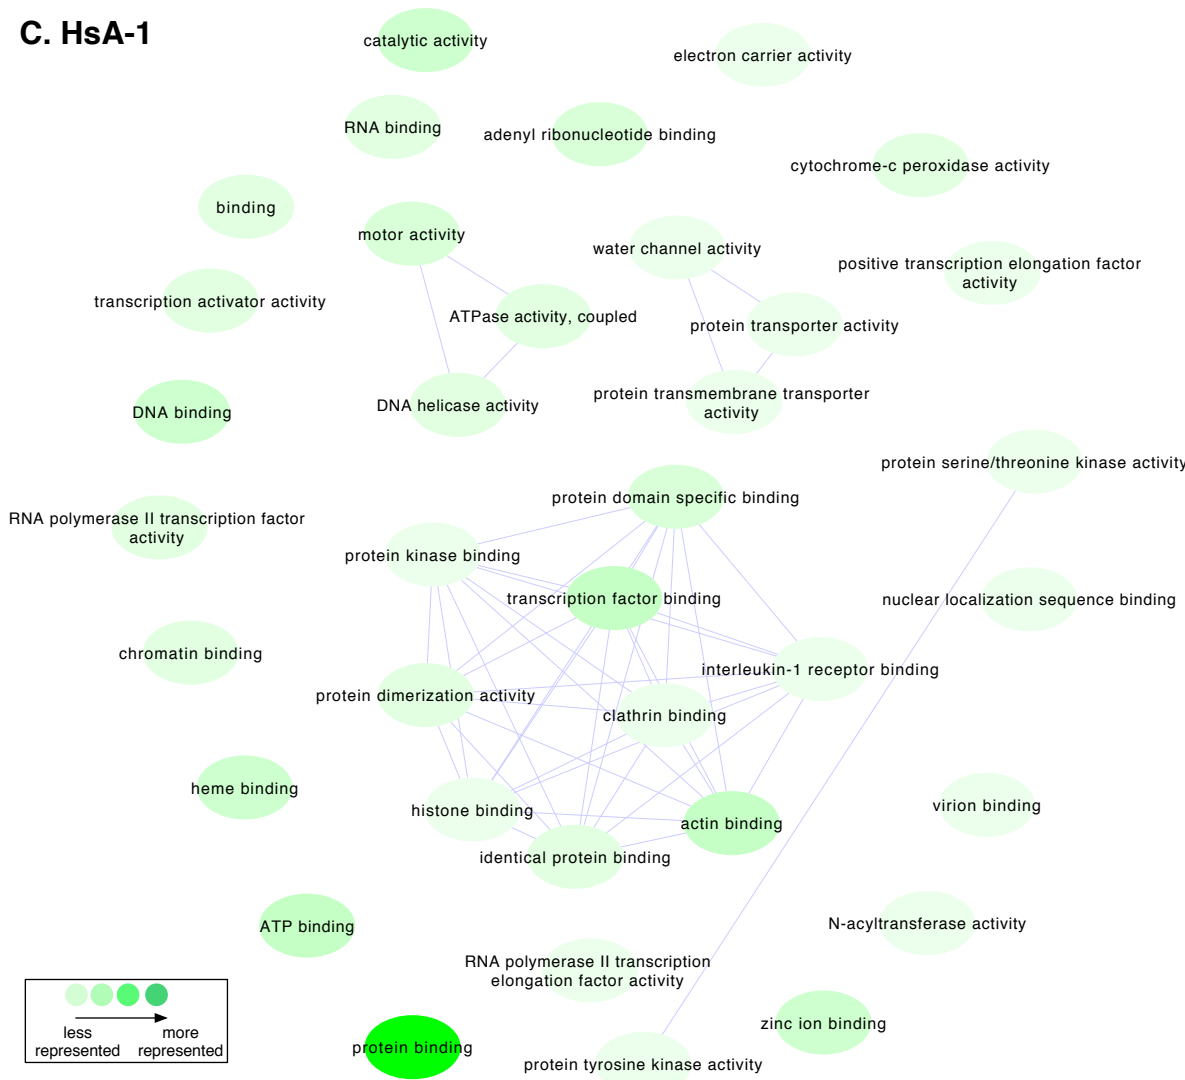 C. HsA-1
catalytic activity
electron carrier activity
RNA binding
adenyl ribonucleotide binding
cytochrome-c peroxidase activity
binding
motor activity
water channel activity
positive transcription elongation factor
activity
transcription activator activity
ATPase activity, coupled
protein transporter activity
DNA binding
DNA helicase activity
protein transmembrane transporter
activity
protein serine/threonine kinase activity
protein domain specific binding
RNA polymerase II transcription factor
activity
protein kinase binding
transcription factor binding
nuclear localization sequence binding
chromatin binding
interleukin-1 receptor binding
protein dimerization activity
clathrin binding
heme binding
histone binding
actin binding
virion binding
identical protein binding
ATP binding
N-acyltransferase activity
RNA polymerase II transcription
elongation factor activity
zinc ion binding
protein binding
protein tyrosine kinase activity
less
represented
more
represented